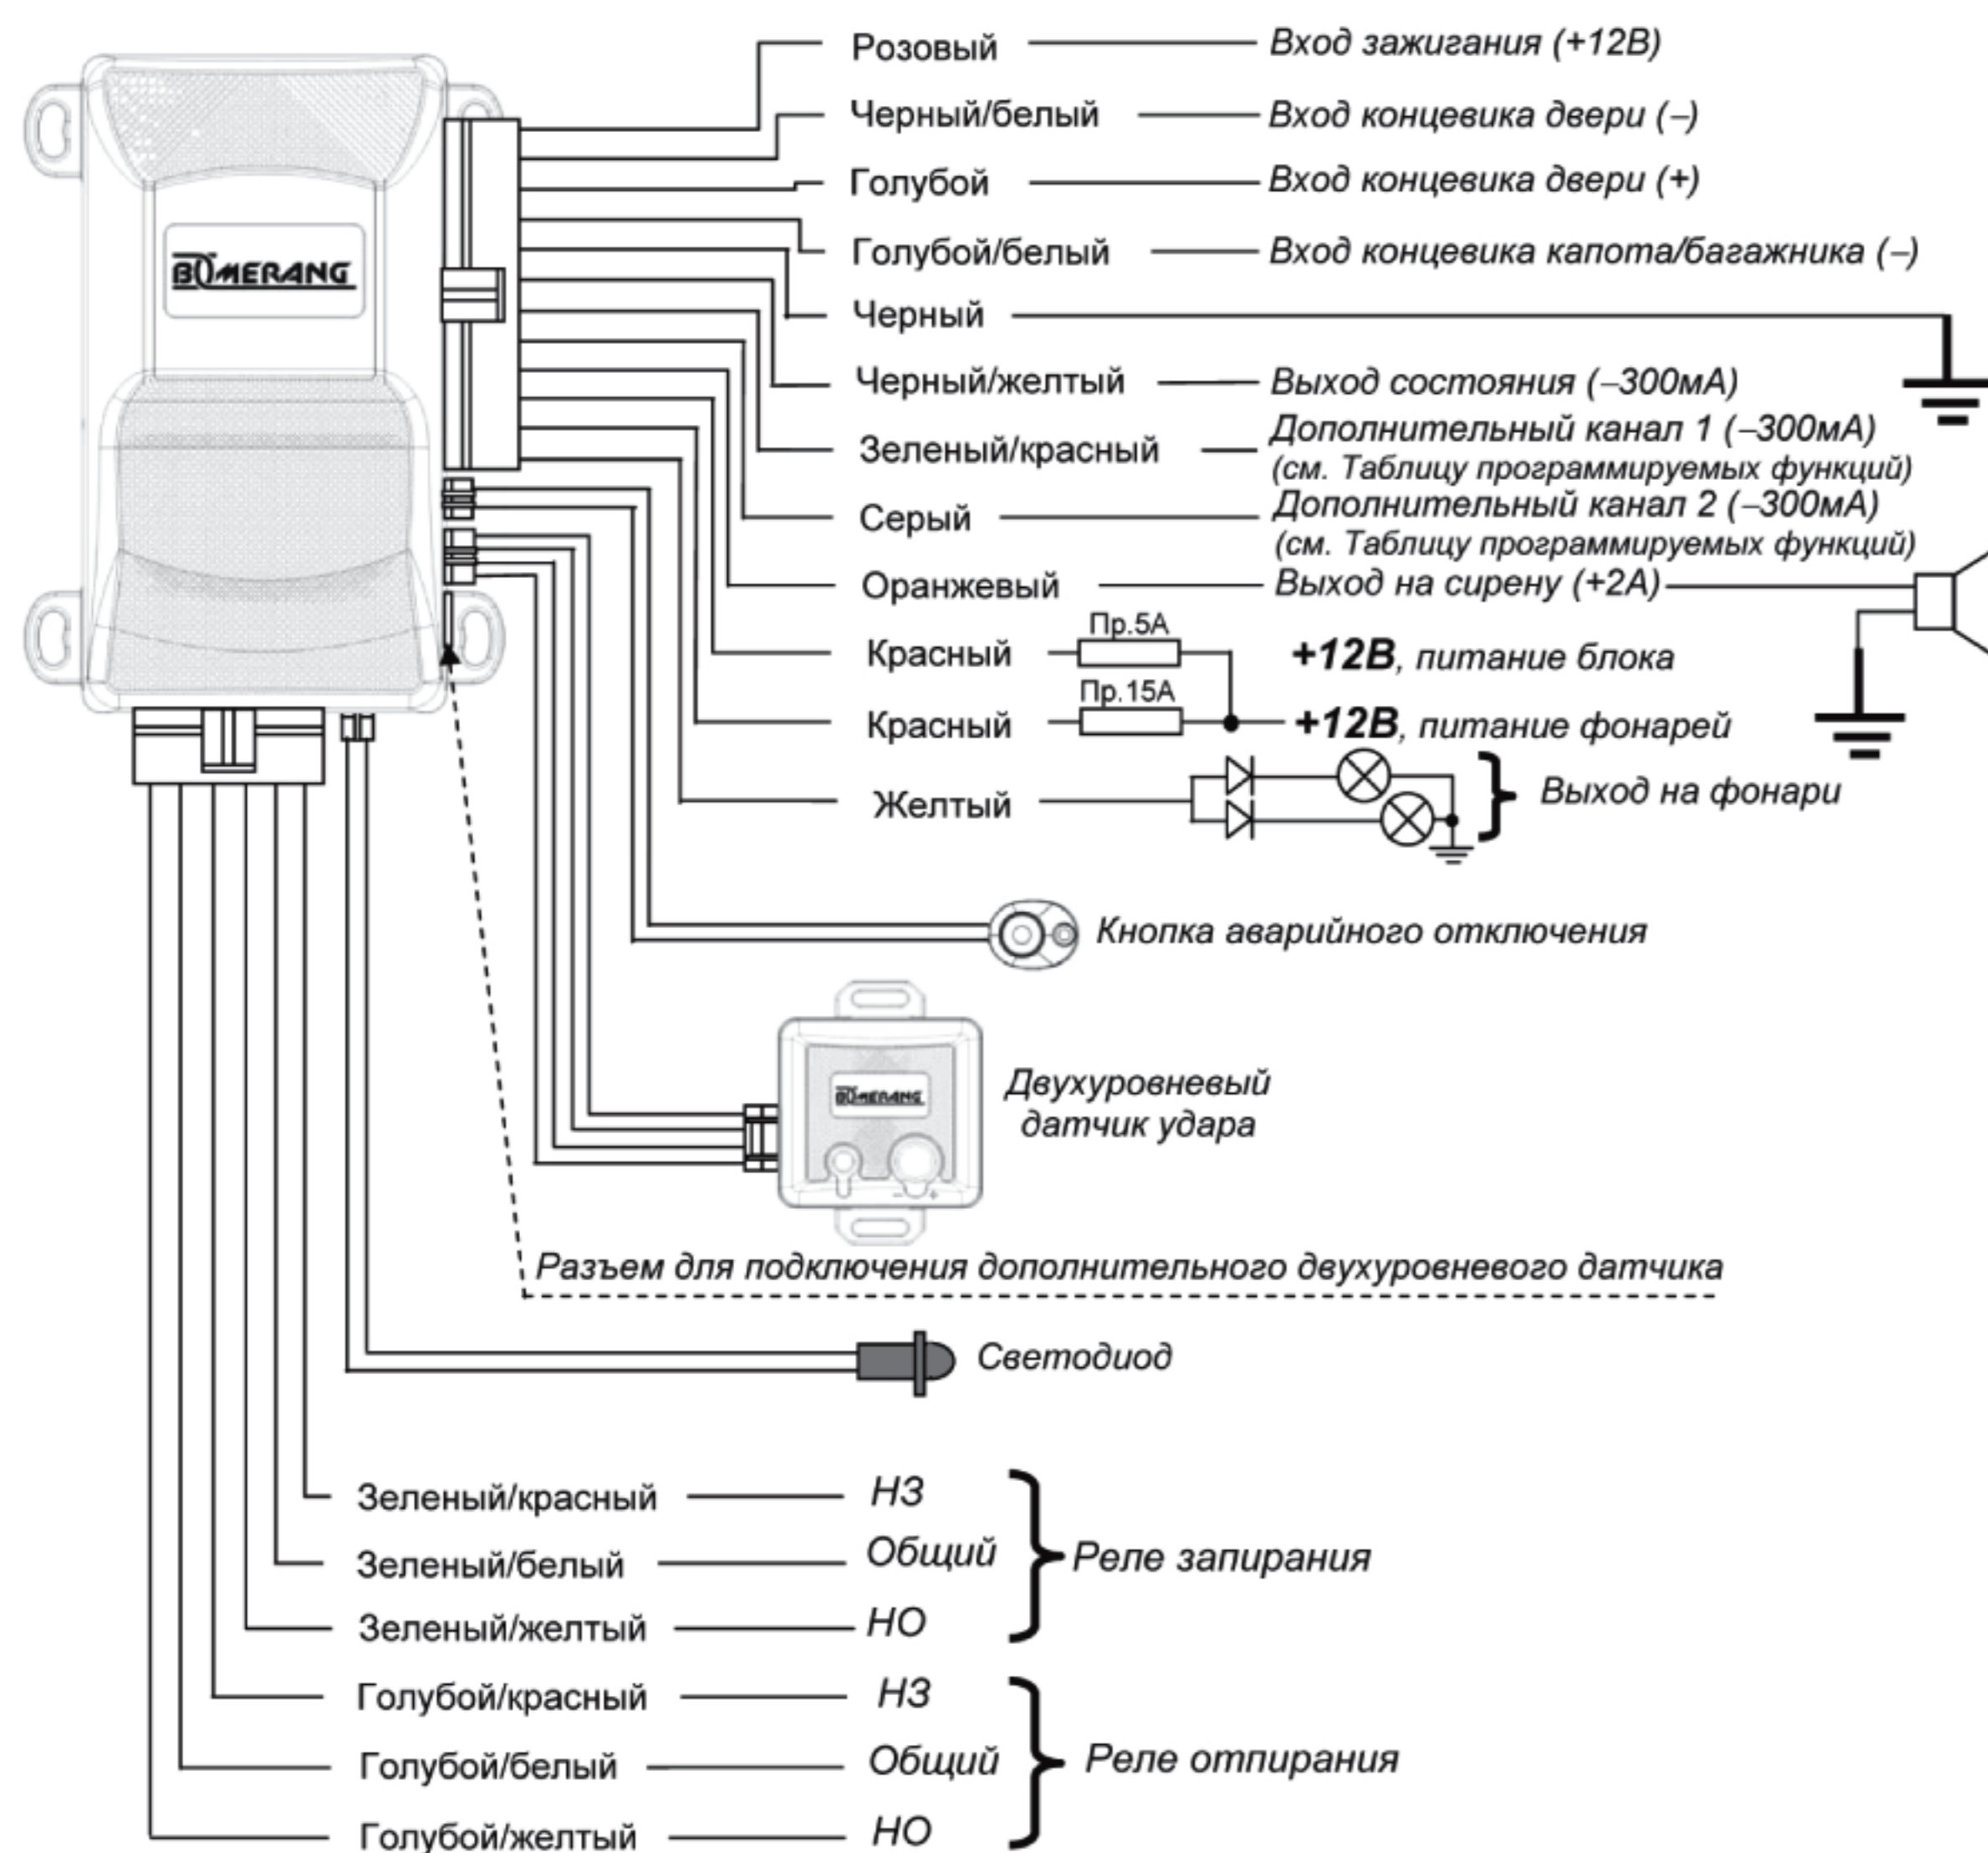 Розовый Вход зажигания (+12В)
Черный/белый Вход концевика двери (–)
Голубой Вход концевика двери (+)
Голубой/белый Вход концевика капота/багажника (–)
Черный
Черный/желтый Выход состояния (–300мА)
Зеленый/красный Дополнительный канал 1 (–300мА)
(см. Таблицу программируемых функций)
Серый Дополнительный канал 2 (–300мА)
(см. Таблицу программируемых функций)
Оранжевый Выход на сирену (+2А)
Пр.5А
Красный +12В, питание блока
Пр.15А
Красный +12В, питание фонарей
Желтый Выход на фонари
BOMERANG
Кнопка аварийного отключения
BOMERANG
– +
Двухуровневый
датчик удара
Разъем для подключения дополнительного двухуровневого датчика
Светодиод
Зеленый/красный НЗ
Зеленый/белый Общий
Зеленый/желтый НО
Реле запирания
Голубой/красный НЗ
Голубой/белый Общий
Голубой/желтый НО
Реле отпирания